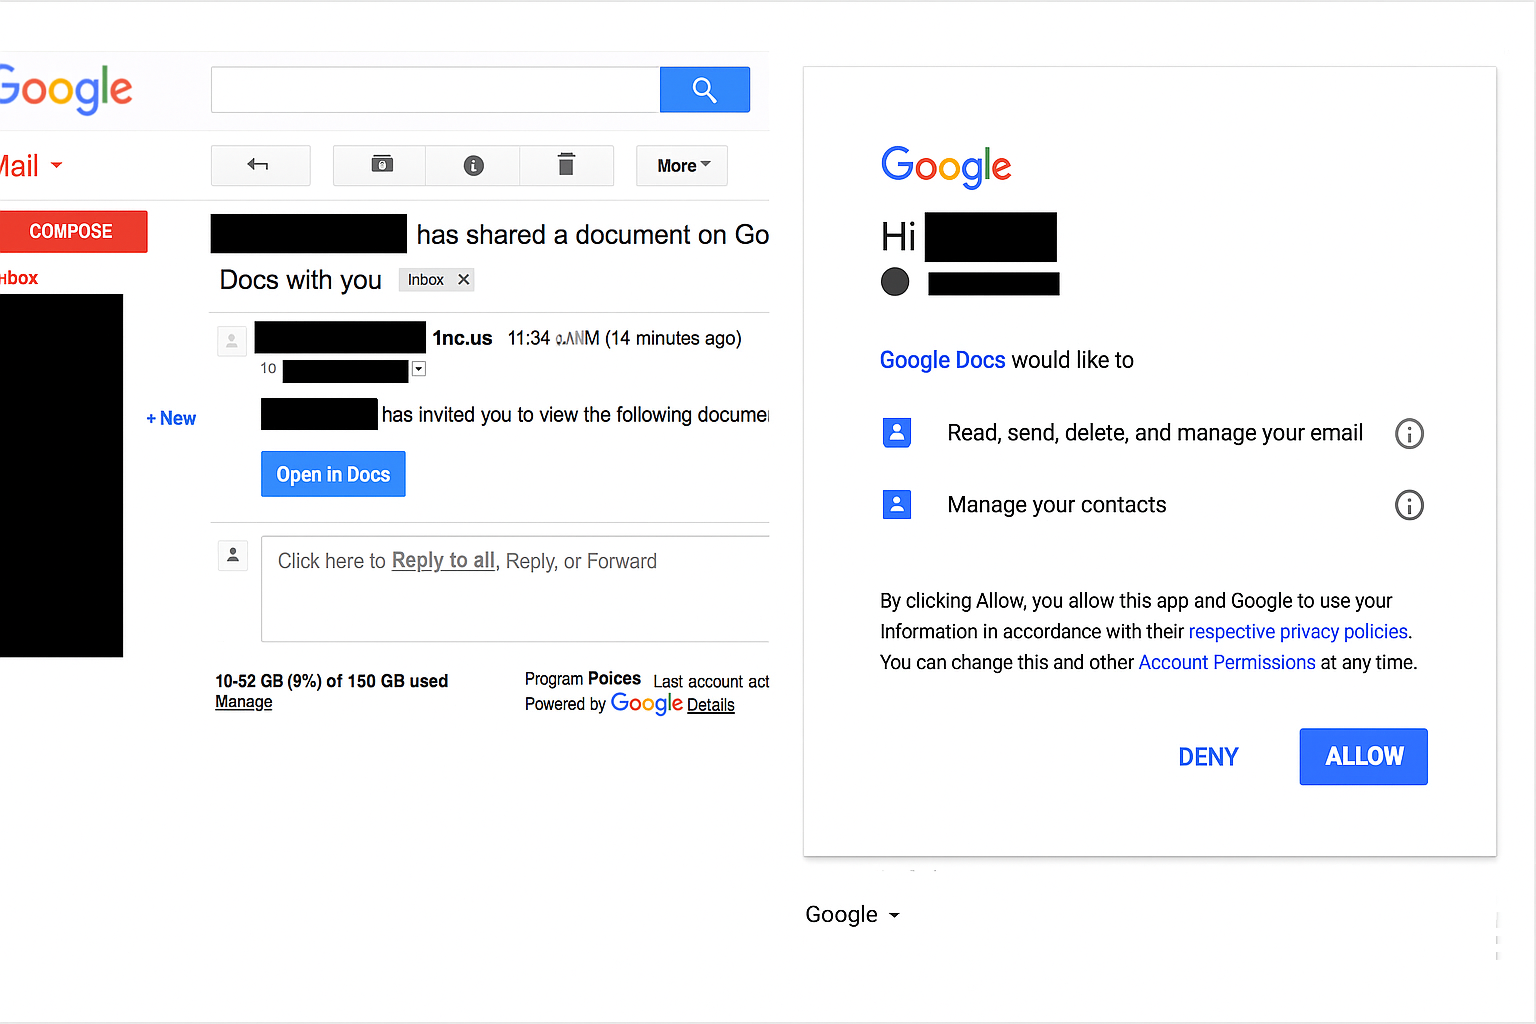 Google
Mail
More
COMPOSE
has shared a document on Go
Docs with you Inbox
Inbox
1nc.us 11:34 (14 minutes ago)
10
+ New
has invited you to view the following documen
Open in Docs
Click here to Reply to all, Reply, or Forward
10-52 GB (9%) of 150 GB used
Manage
Program Poices Last account act
Powered by Google Details
Google
Hi
Google Docs would like to
Read, send, delete, and manage your email
Manage your contacts
By clicking Allow, you allow this app and Google to use your
Information in accordance with their respective privacy policies.
You can change this and other Account Permissions at any time.
DENY ALLOW
Google